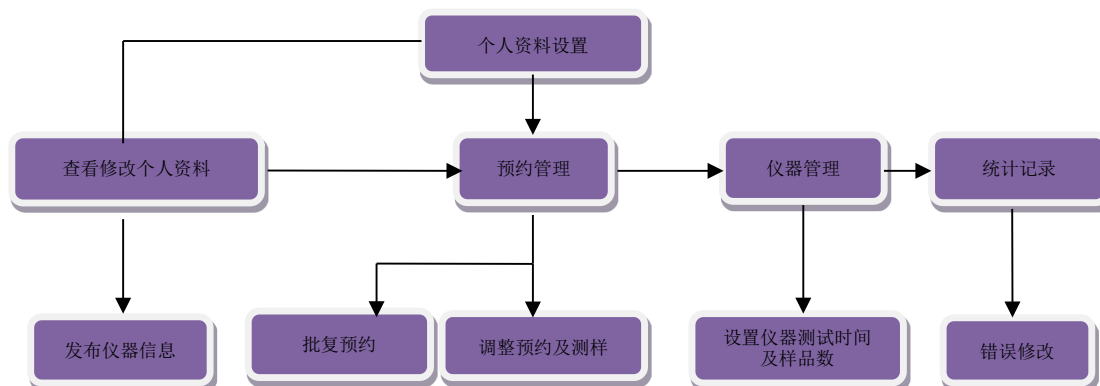 个人资料设置
查看修改个人资料
预约管理
仪器管理
统计记录
发布仪器信息
批复预约
调整预约及测样
设置仪器测试时间
及样品数
错误修改